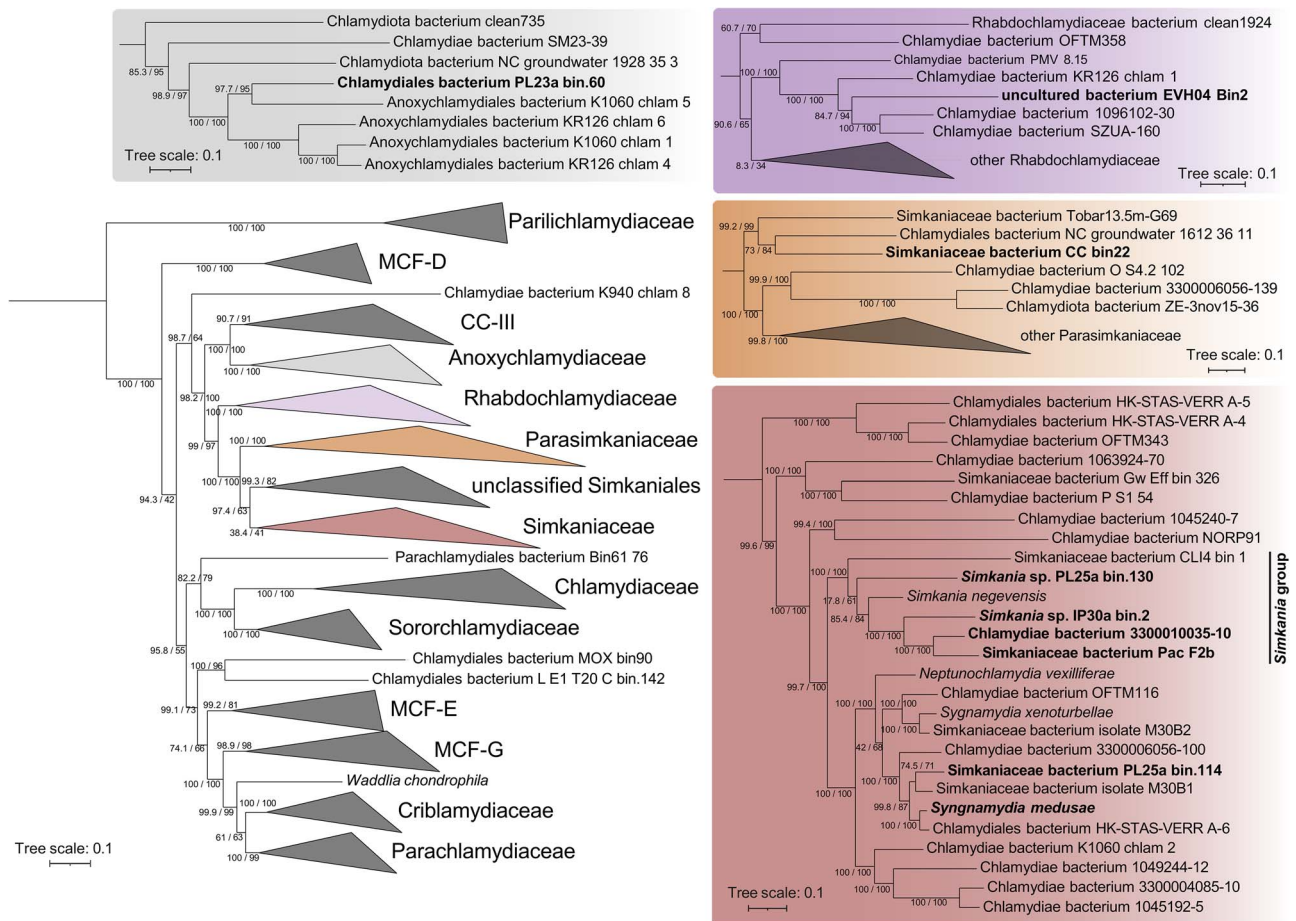 Chlamydiota bacterium clean735
Chlamydiae bacterium SM23-39
85.3 / 95
Chlamydiota bacterium NC groundwater 1928 35 3
98.9 / 97
97.7 / 95
Chlamydiales bacterium PL23a bin.60
Anoxychlamydiales bacterium K1060 chlam 5
100 / 100
Anoxychlamydiales bacterium KR126 chlam 6
100 / 100
Anoxychlamydiales bacterium K1060 chlam 1
100 / 100
Anoxychlamydiales bacterium KR126 chlam 4
Tree scale: 0.1
Parilichlamydiaceae
100 / 100
MCF-D
100 / 100
Chlamydiae bacterium K940 chlam 8
98.7 / 64
90.7 / 91
CC-III
100 / 100
Anoxychlamydiaceae
100 / 100
100 / 100
98.2 / 100
Rhabdochlamydiaceae
100 / 100
99 / 97
100 / 100
Parasimkaniaceae
100 / 100
99.3 / 82
unclassified Simkaniales
94.3 / 42
97.4 / 63
Simkaniaceae
38.4 / 41
Parachlamydiales bacterium Bin61 76
82.2 / 79
Chlamydiaceae
100 / 100
100 / 100
Sororchlamydiaceae
100 / 100
95.8 / 55
Chlamydiales bacterium MOX bin90
100 / 96
Chlamydiales bacterium L E1 T20 C bin.142
99.1 / 73
99.2 / 81
MCF-E
74.1 / 66
98.9 / 98
MCF-G
100 / 100
Waddlia chondrophila
99.9 / 99
100 / 100
Criblamydiaceae
61 / 63
Parachlamydiaceae
100 / 99
Tree scale: 0.1
60.7 / 70
Rhabdochlamydiaceae bacterium clean1924
Chlamydiae bacterium OFTM358
Chlamydiae bacterium PMV 8.15
100 / 100
Chlamydiae bacterium KR126 chlam 1
100 / 100
uncultured bacterium EVH04 Bin2
84.7 / 94
Chlamydiae bacterium 1096102-30
90.6 / 65
100 / 100
Chlamydiae bacterium SZUA-160
8.3 / 34
other Rhabdochlamydiaceae
Tree scale: 0.1
Simkaniaceae bacterium Tobar13.5m-G69
99.2 / 99
Chlamydiales bacterium NC groundwater 1612 36 11
73 / 84
Simkaniaceae bacterium CC bin22
Chlamydiae bacterium O S4.2 102
99.9 / 100
Chlamydiae bacterium 3300006056-139
100 / 100
Chlamydiota bacterium ZE-3nov15-36
100 / 100
other Parasimkaniaceae
99.8 / 100
Tree scale: 0.1
Chlamydiales bacterium HK-STAS-VERR A-5
100 / 100
Chlamydiales bacterium HK-STAS-VERR A-4
100 / 100
Chlamydiae bacterium OFTM343
Chlamydiae bacterium 1063924-70
100 / 100
Simkaniaceae bacterium Gw Eff bin 326
100 / 100
Chlamydiae bacterium P S1 54
99.4 / 100
Chlamydiae bacterium 1045240-7
99.6 / 99
Chlamydiae bacterium NORP91
Simkaniaceae bacterium CLI4 bin 1
100 / 100
Simkania sp. PL25a bin.130
17.8 / 61
Simkania negevensis
100 / 100
85.4 / 84
Simkania sp. IP30a bin.2
100 / 100
Chlamydiae bacterium 3300010035-10
100 / 100
Simkaniaceae bacterium Pac F2b
Simkania group
Neptunochlamydia vexilliferae
99.7 / 100
Chlamydiae bacterium OFTM116
100 / 100
100 / 100
Sygnamydia xenoturbellae
100 / 100
Simkaniaceae bacterium isolate M30B2
42 / 68
Chlamydiae bacterium 3300006056-100
74.5 / 71
Simkaniaceae bacterium PL25a bin.114
100 / 100
100 / 100
Simkaniaceae bacterium isolate M30B1
99.8 / 87
Syngnamydia medusae
100 / 100
Chlamydiales bacterium HK-STAS-VERR A-6
Chlamydiae bacterium K1060 chlam 2
100 / 100
Chlamydiae bacterium 1049244-12
100 / 100
Chlamydiae bacterium 3300004085-10
100 / 100
Chlamydiae bacterium 1045192-5
Tree scale: 0.1